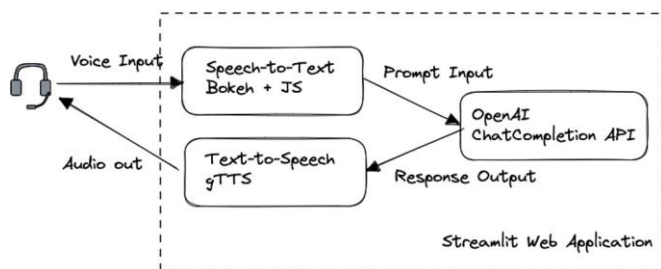 Voice Input
Speech-to-Text
Bokeh + JS
Prompt Input
OpenAI
ChatCompletion API
Audio out
Text-to-Speech
gTTS
Response Output
Streamlit Web Application